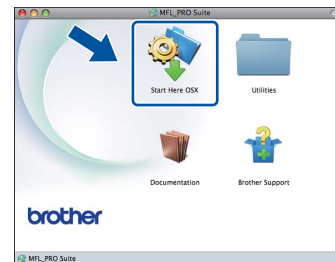 MFL_PRO Suite
Start Here OSX
Utilities
Documentation
Brother Support
brother
MFL_PRO Suite